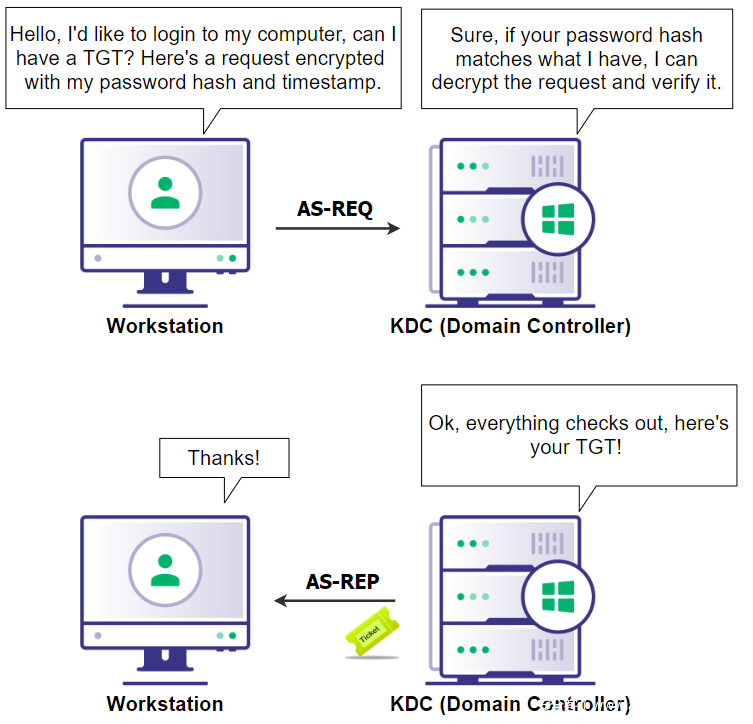 Hello, I'd like to login to my computer, can I
have a TGT? Here's a request encrypted
with my password hash and timestamp.
Sure, if your password hash
matches what I have, I can
decrypt the request and verify it.
AS-REQ
Workstation
KDC (Domain Controller)
Ok, everything checks out, here's
your TGT!
Thanks!
AS-REP
Ticket
Workstation
KDC (Domain Controller)